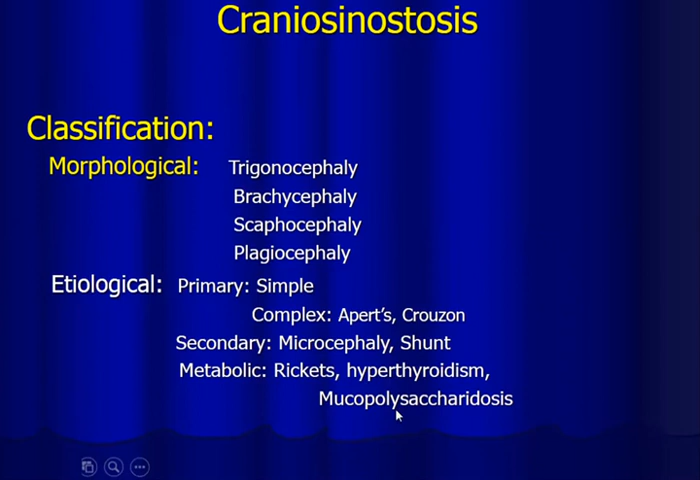 Craniosinostosis
Classification:
Morphological: Trigonocephaly
Brachycephaly
Scaphocephaly
Plagiocephaly
Etiological: Primary: Simple
Complex: Apert's, Crouzon
Secondary: Microcephaly, Shunt
Metabolic: Rickets, hyperthyroidism,
Mucopolysaccharidosis